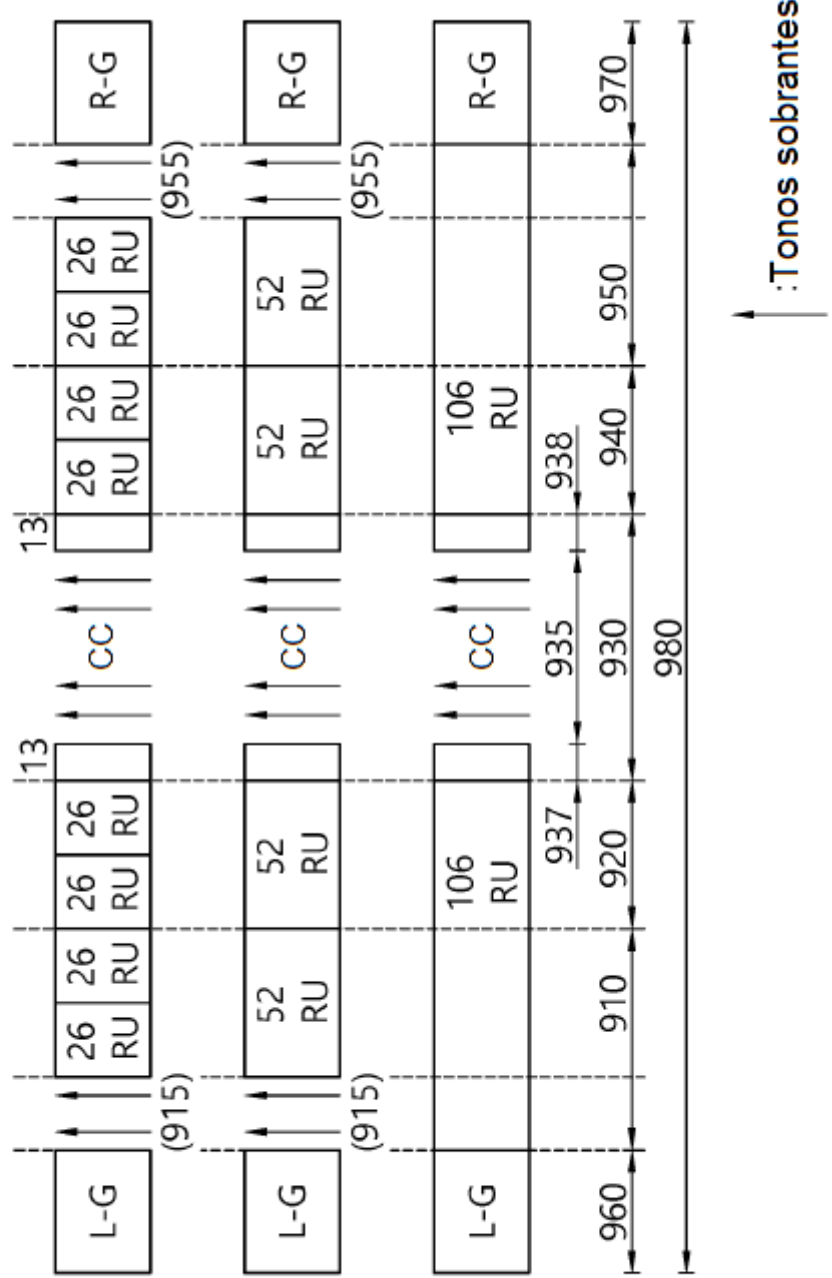 13 13
L-G 26 26 26 26 CC 26 26 26 26 R-G
RU RU RU RU RU RU RU RU
(915) (955)
L-G 52 52 CC 52 52 R-G
RU RU RU RU
(915) (955)
L-G 106 CC 106 R-G
RU RU
937 935 938
960 910 920 930 940 950 970
980
:Tonos sobrantes